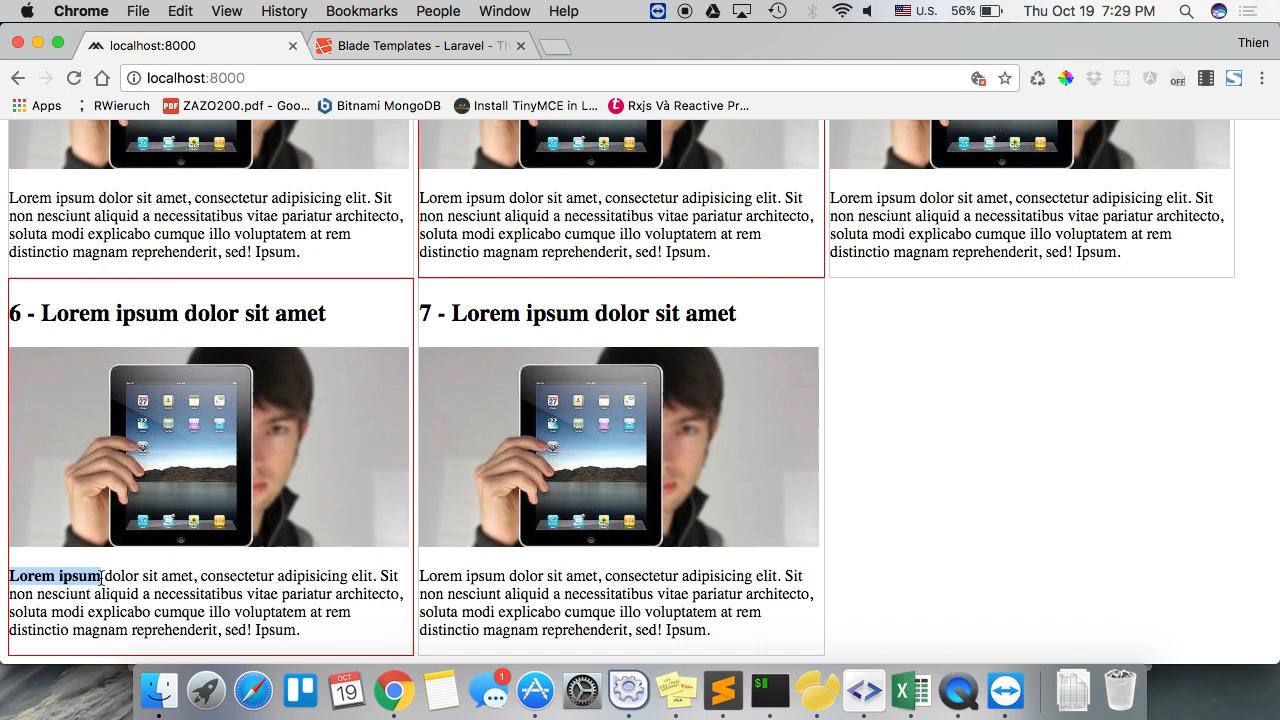 Chrome File Edit View History Bookmarks People Window Help U.S. 56% Thu Oct 19 7:29 PM
localhost:8000 Blade Templates - Laravel - Th Thien
localhost:8000
Apps RWieruch ZAZO200.pdf - Goo... Bitnami MongoDB Install TinyMCE in L... Rxjs Và Reactive Pr...
Lorem ipsum dolor sit amet, consectetur adipisicing elit. Sit
non nesciunt aliquid a necessitatibus vitae pariatur architecto,
soluta modi explicabo cumque illo voluptatem at rem
distinctio magnam reprehenderit, sed! Ipsum.
Lorem ipsum dolor sit amet, consectetur adipisicing elit. Sit
non nesciunt aliquid a necessitatibus vitae pariatur architecto,
soluta modi explicabo cumque illo voluptatem at rem
distinctio magnam reprehenderit, sed! Ipsum.
Lorem ipsum dolor sit amet, consectetur adipisicing elit. Sit
non nesciunt aliquid a necessitatibus vitae pariatur architecto,
soluta modi explicabo cumque illo voluptatem at rem
distinctio magnam reprehenderit, sed! Ipsum.
6 - Lorem ipsum dolor sit amet
Lorem ipsum dolor sit amet, consectetur adipisicing elit. Sit
non nesciunt aliquid a necessitatibus vitae pariatur architecto,
soluta modi explicabo cumque illo voluptatem at rem
distinctio magnam reprehenderit, sed! Ipsum.
7 - Lorem ipsum dolor sit amet
Lorem ipsum dolor sit amet, consectetur adipisicing elit. Sit
non nesciunt aliquid a necessitatibus vitae pariatur architecto,
soluta modi explicabo cumque illo voluptatem at rem
distinctio magnam reprehenderit, sed! Ipsum.
OCT
19
1